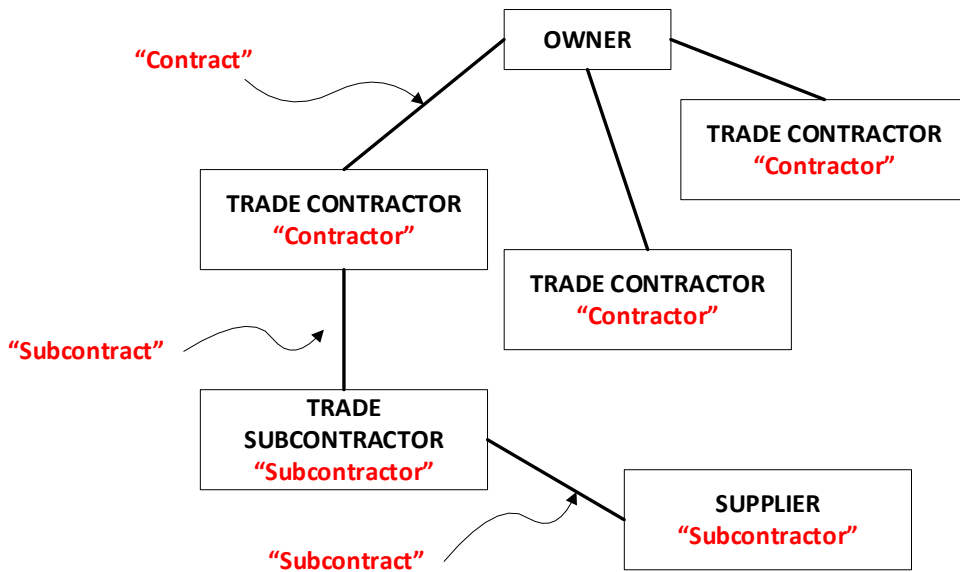 OWNER
“Contract”
TRADE CONTRACTOR
“Contractor”
TRADE CONTRACTOR
“Contractor”
TRADE CONTRACTOR
“Contractor”
“Subcontract”
TRADE
SUBCONTRACTOR
“Subcontractor”
SUPPLIER
“Subcontractor”
“Subcontract”